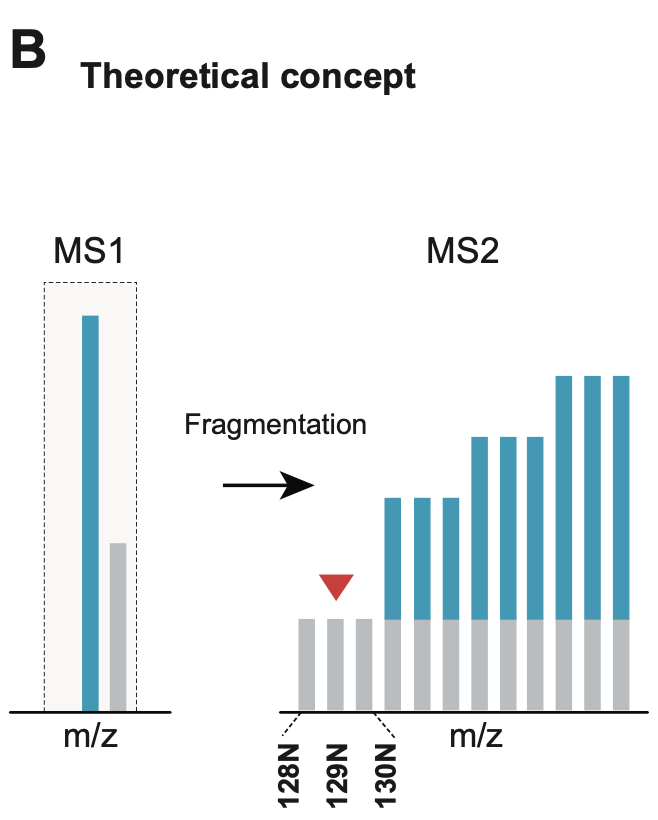 B
Theoretical concept
MS1
MS2
Fragmentation
m/z
m/z
128N
129N
130N